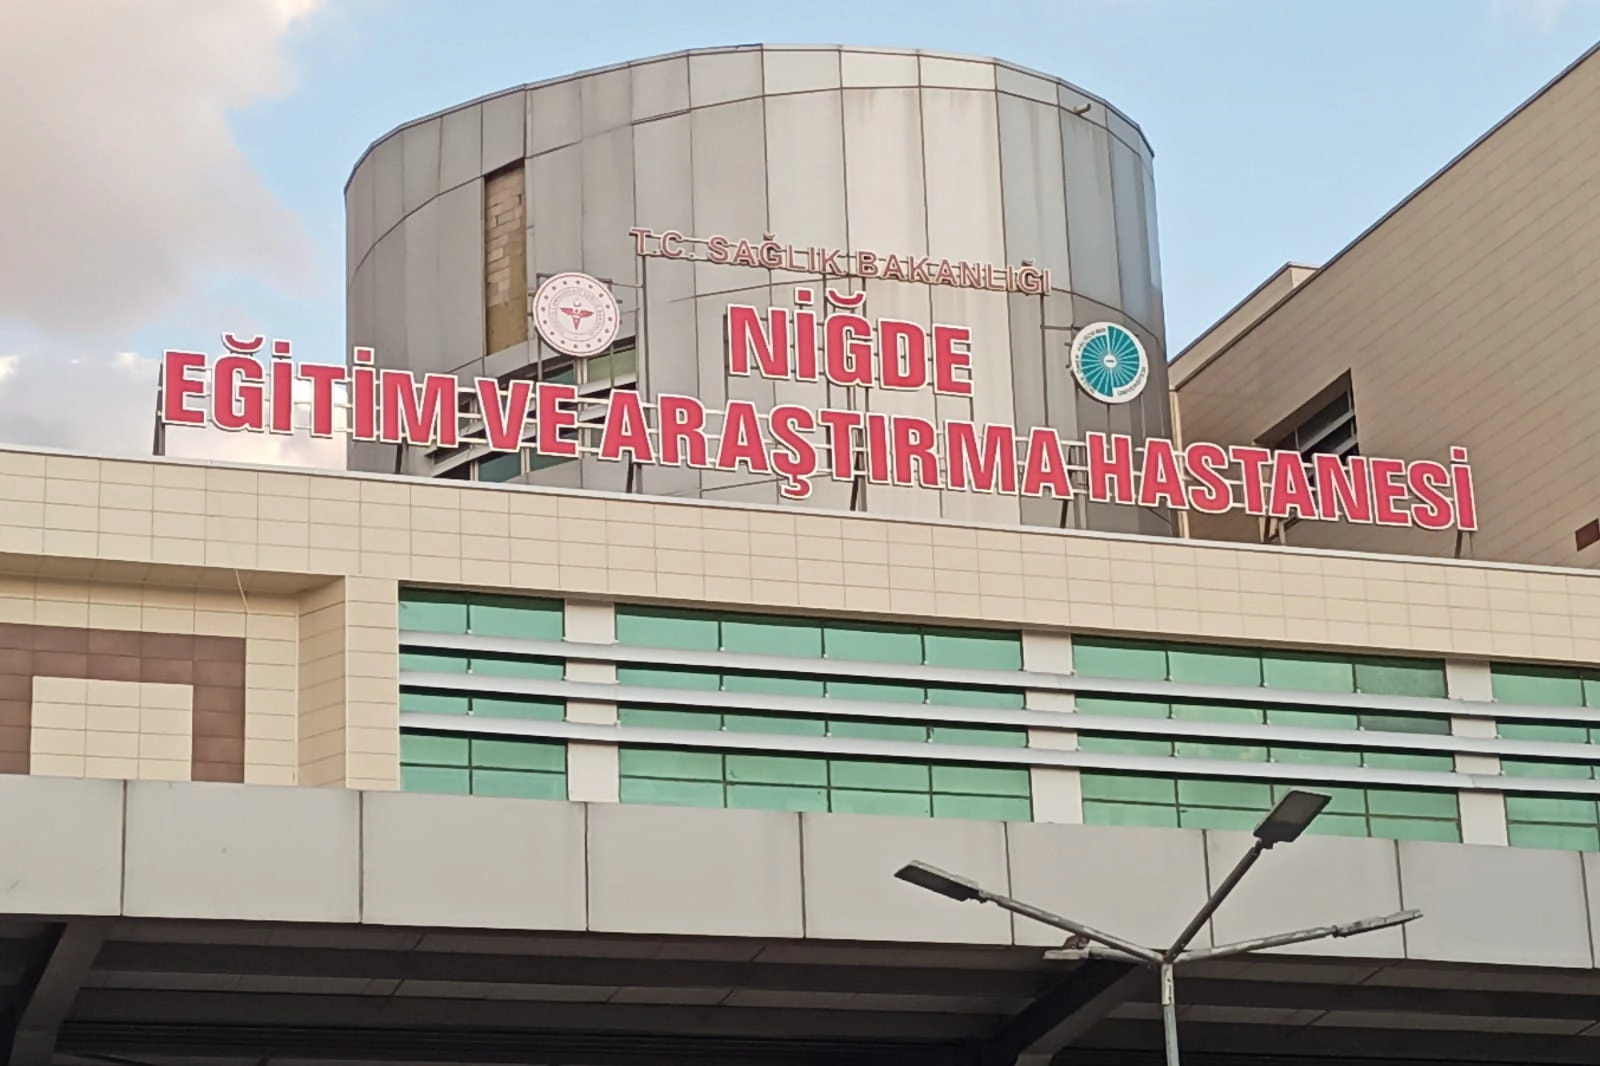 T.C. SAĞLIK BAKANLIĞI
NİĞDE
EĞİTİM VE ARAŞTIRMA HASTANESİ